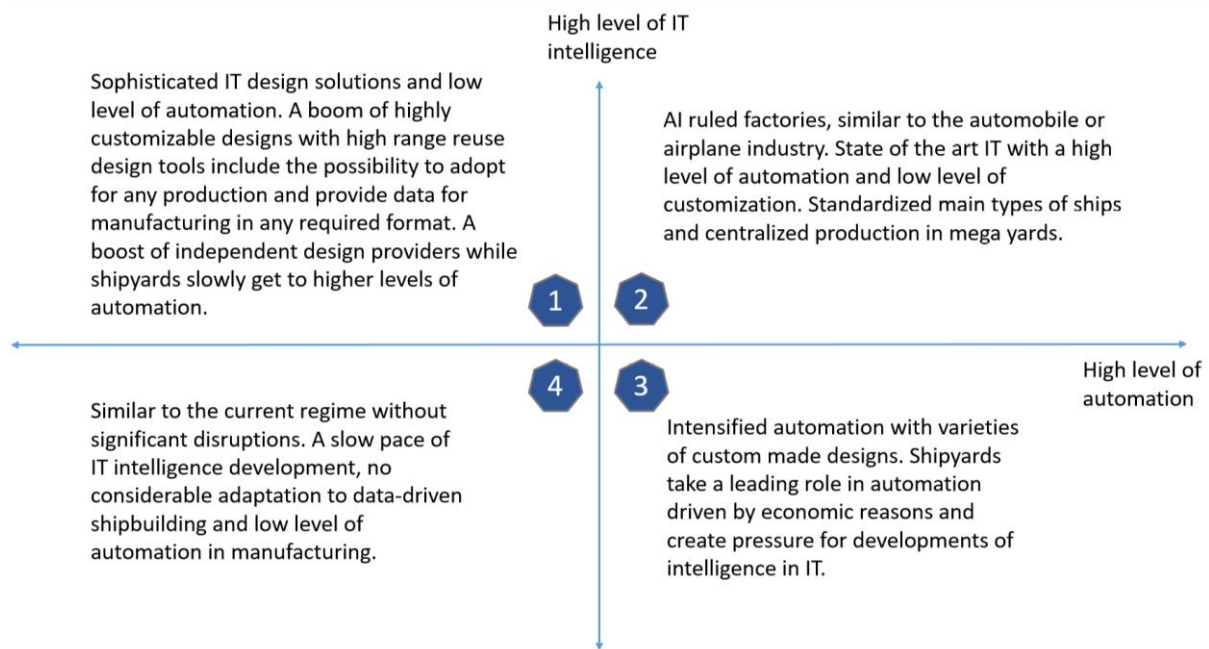 High level of IT
intelligence
Sophisticated IT design solutions and low
level of automation. A boom of highly
customizable designs with high range reuse
design tools include the possibility to adopt
for any production and provide data for
manufacturing in any required format. A
boost of independent design providers while
shipyards slowly get to higher levels of
automation.
AI ruled factories, similar to the automobile or
airplane industry. State of the art IT with a high
level of automation and low level of
customization. Standardized main types of ships
and centralized production in mega yards.
1
2
4
3
High level of
automation
Similar to the current regime without
significant disruptions. A slow pace of
IT intelligence development, no
considerable adaptation to data-driven
shipbuilding and low level of
automation in manufacturing.
Intensified automation with varieties
of custom made designs. Shipyards
take a leading role in automation
driven by economic reasons and
create pressure for developments of
intelligence in IT.